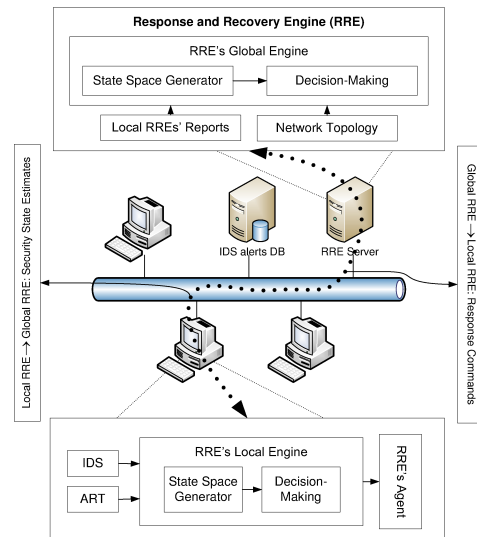 Response and Recovery Engine (RRE)
RRE's Global Engine
State Space Generator
Decision-Making
Local RREs' Reports
Network Topology
Local RRE → Global RRE: Security State Estimates
Global RRE → Local RRE: Response Commands
IDS alerts DB
RRE Server
IDS
ART
RRE's Local Engine
State Space
Generator
Decision-
Making
RRE's
Agent